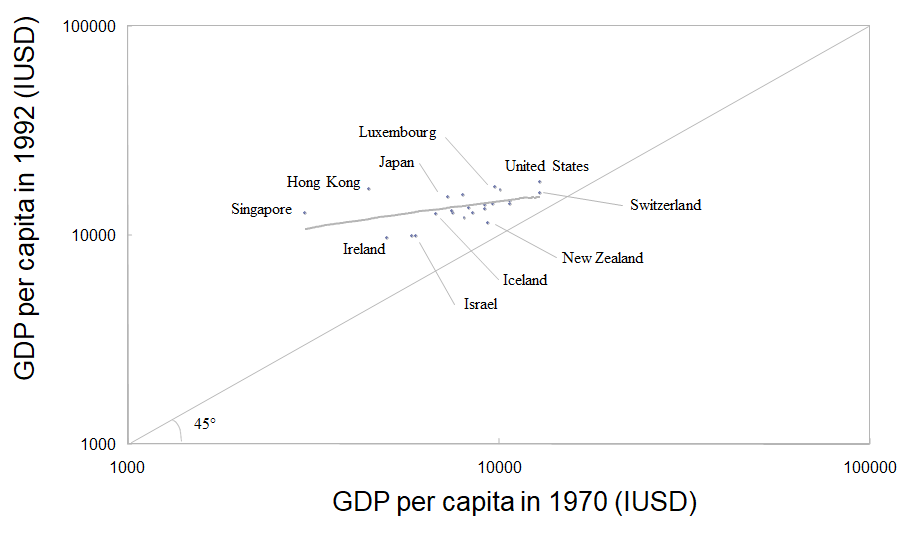 GDP per capita in 1992 (IUSD)
100000
10000
1000
Luxembourg
Japan
United States
Hong Kong
Singapore
Switzerland
Ireland
New Zealand
Iceland
Israel
45°
1000
10000
100000
GDP per capita in 1970 (IUSD)